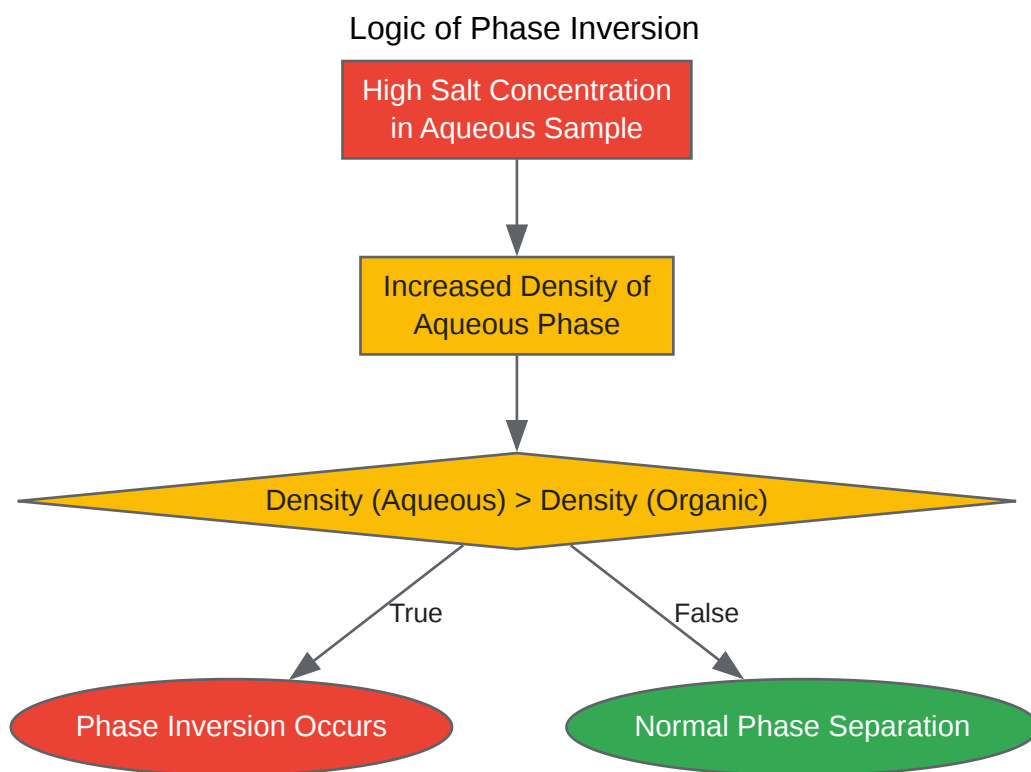 Logic of Phase Inversion
High Salt Concentration
in Aqueous Sample
Increased Density of
Aqueous Phase
Density (Aqueous) > Density (Organic)
True
False
Phase Inversion Occurs
Normal Phase Separation